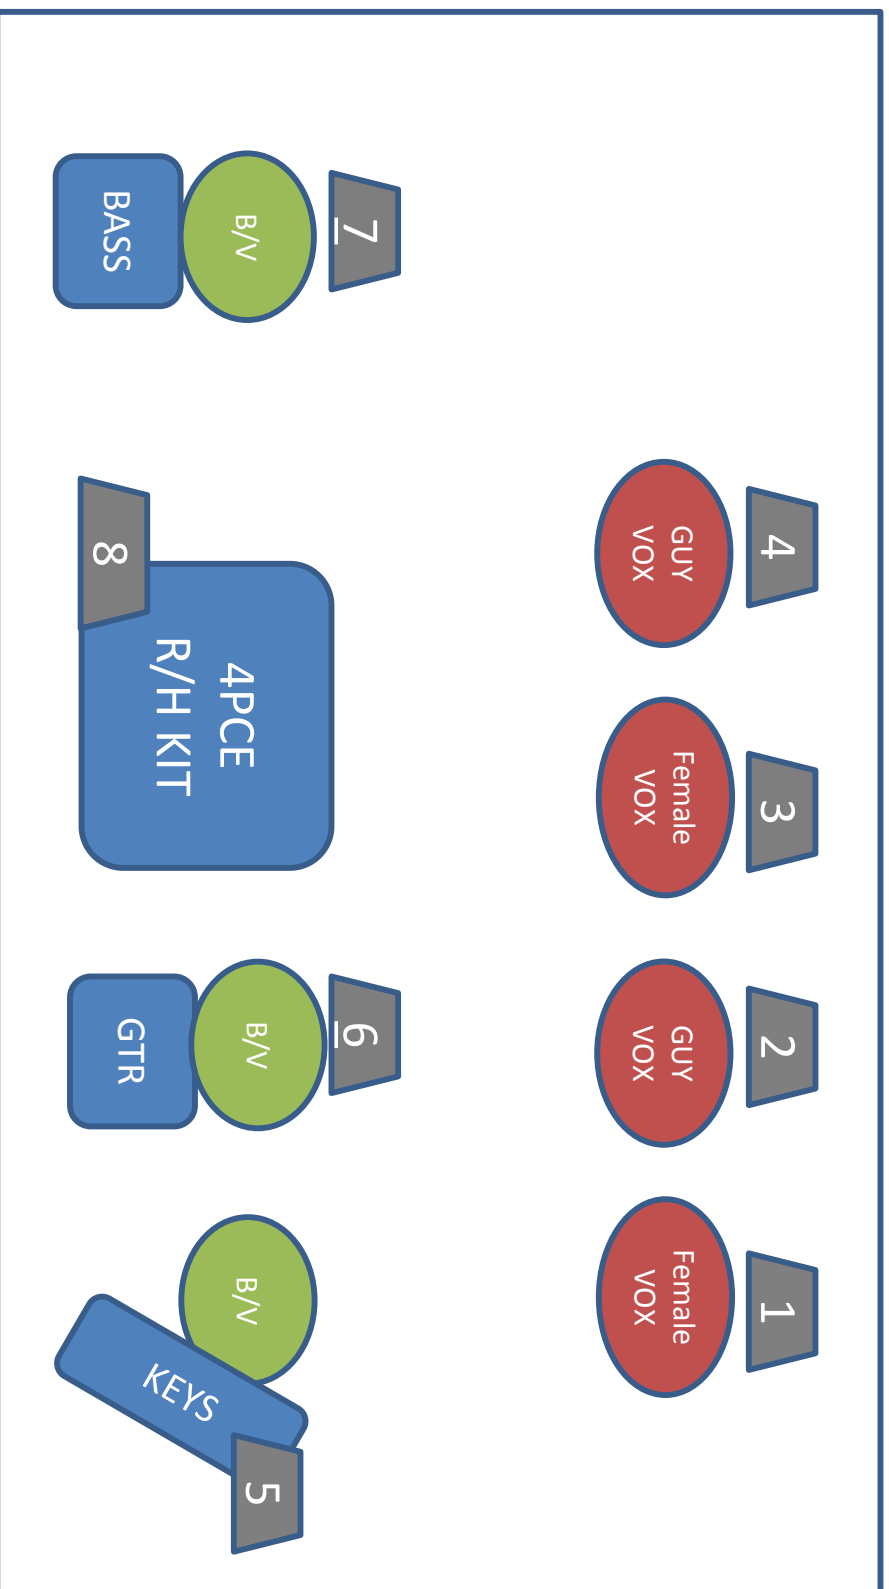 4
GUY
VOX
3
Female
VOX
2
GUY
VOX
1
Female
VOX
7
B/V
BASS
4PCE
R/H KIT
8
6
B/V
GTR
B/V
KEYS
5